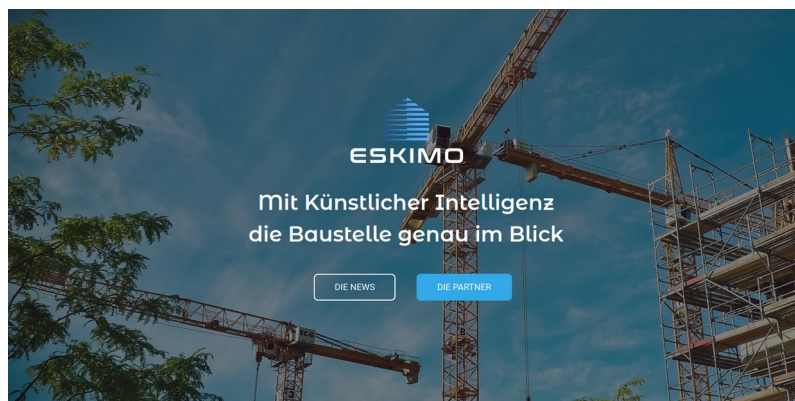 ESKIMO
Mit Künstlicher Intelligenz
die Baustelle genau im Blick
DIE NEWS
DIE PARTNER